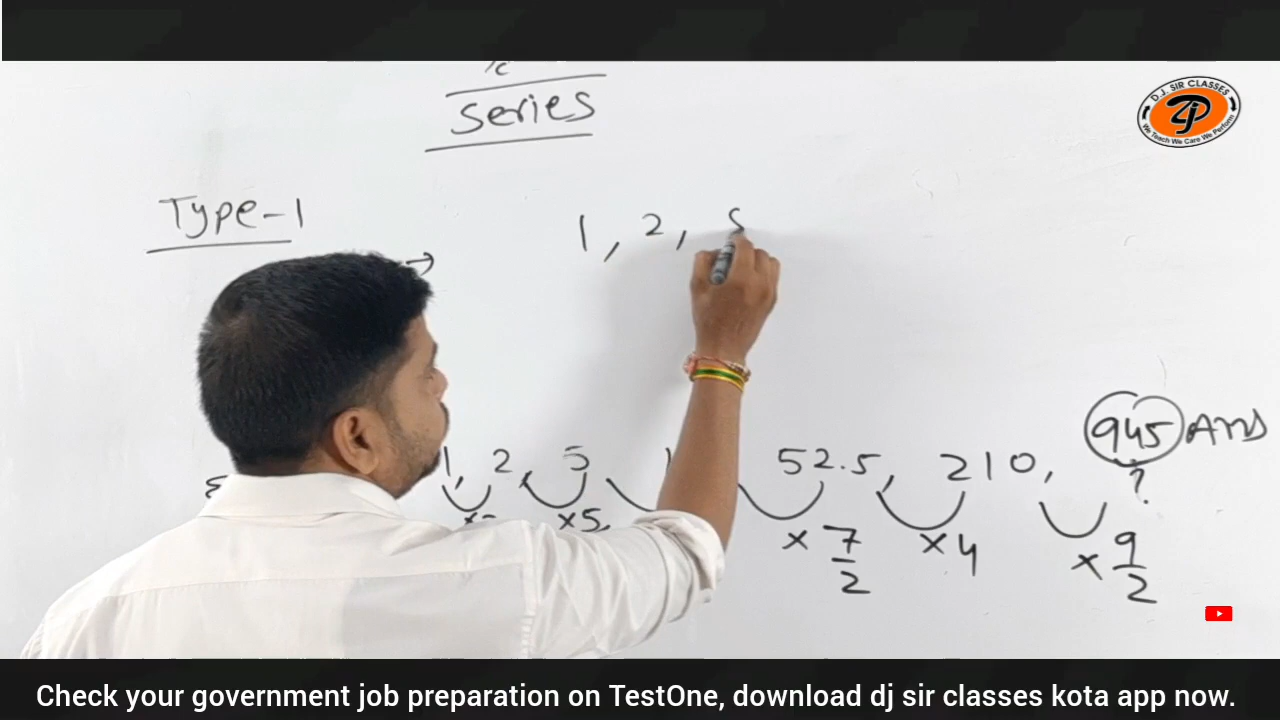 series
D.J. SIR CLASSES
Dj
We Teach We Care We Perform
Type-1
→
1, 2, 5
1, 2, 5 52.5, 210, 945 Ans
?
×5 × 7/2 ×4 × 9/2
Check your government job preparation on TestOne, download dj sir classes kota app now.